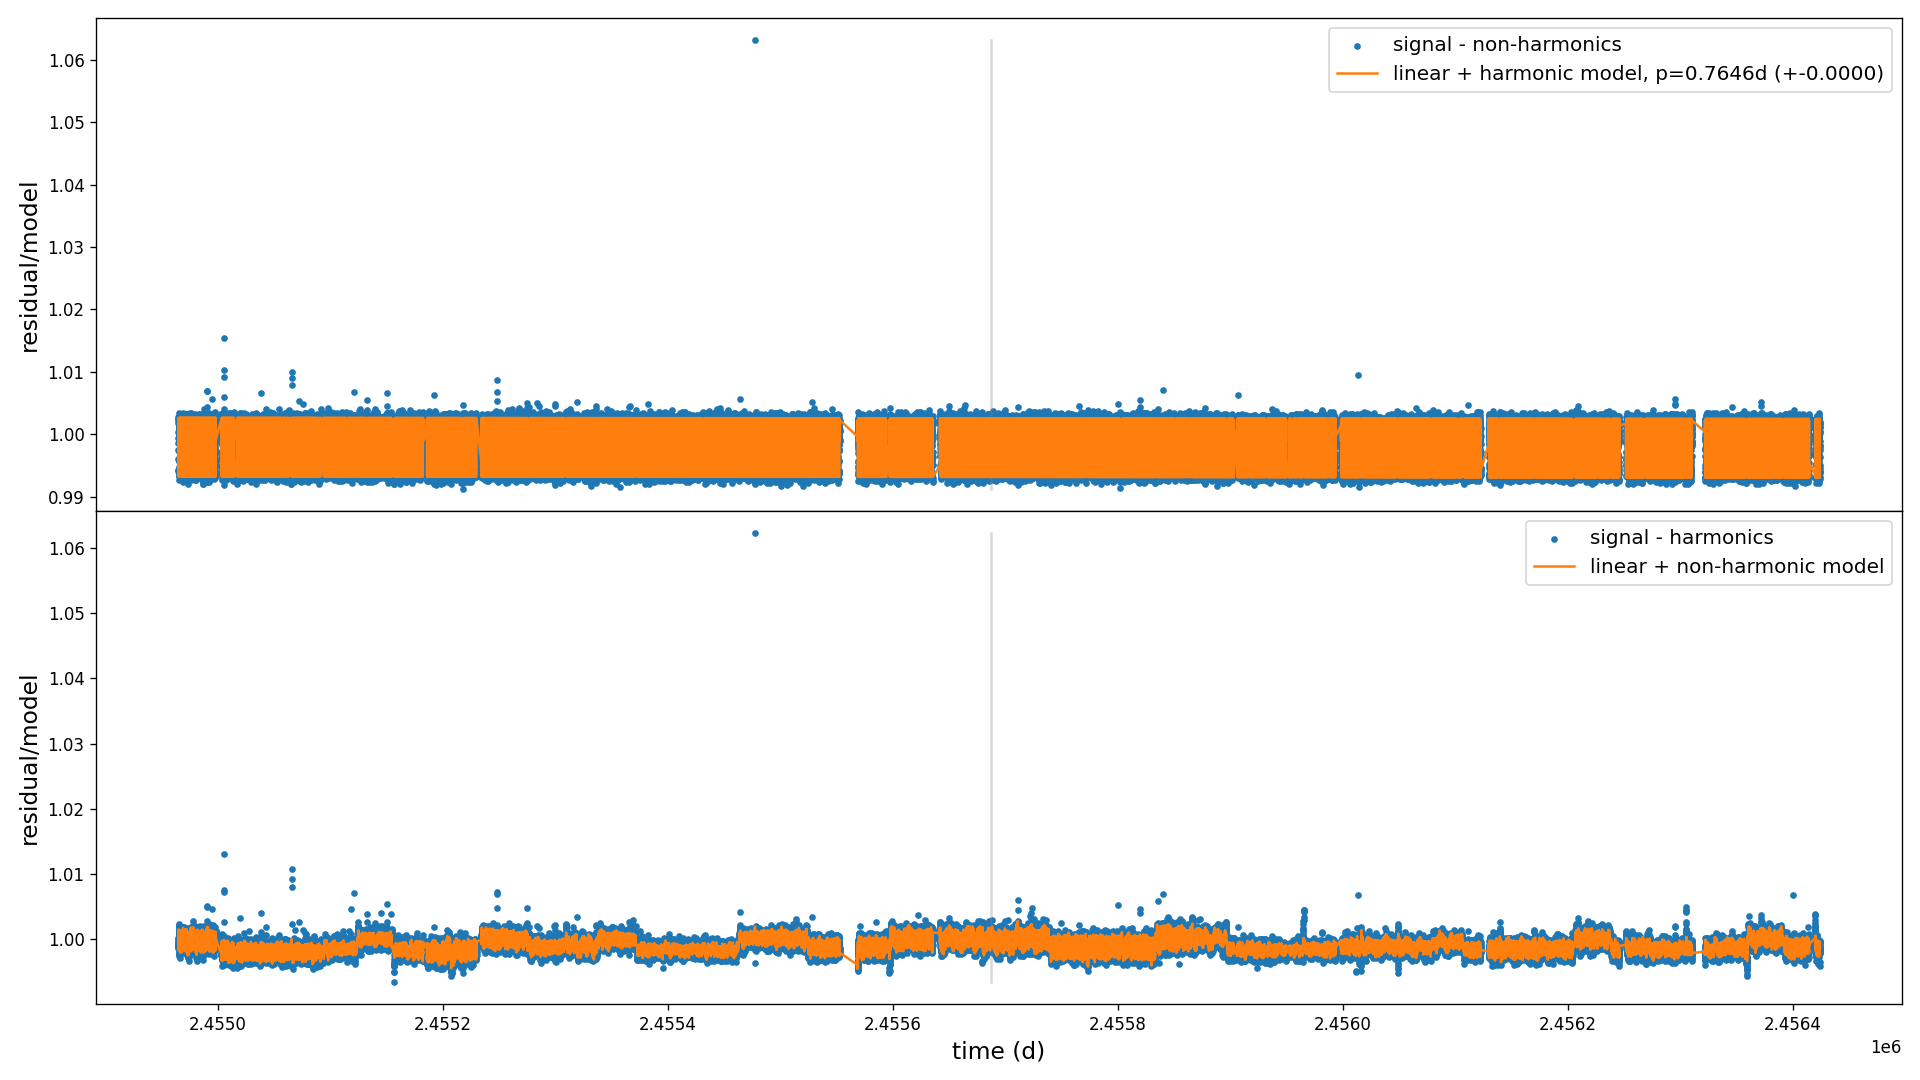 signal - non-harmonics
linear + harmonic model, p=0.7646d (+-0.0000)
residual/model
1.06
1.05
1.04
1.03
1.02
1.01
1.00
0.99
signal - harmonics
linear + non-harmonic model
residual/model
1.06
1.05
1.04
1.03
1.02
1.01
1.00
2.4550 2.4552 2.4554 2.4556 2.4558 2.4560 2.4562 2.4564
time (d)
1e6